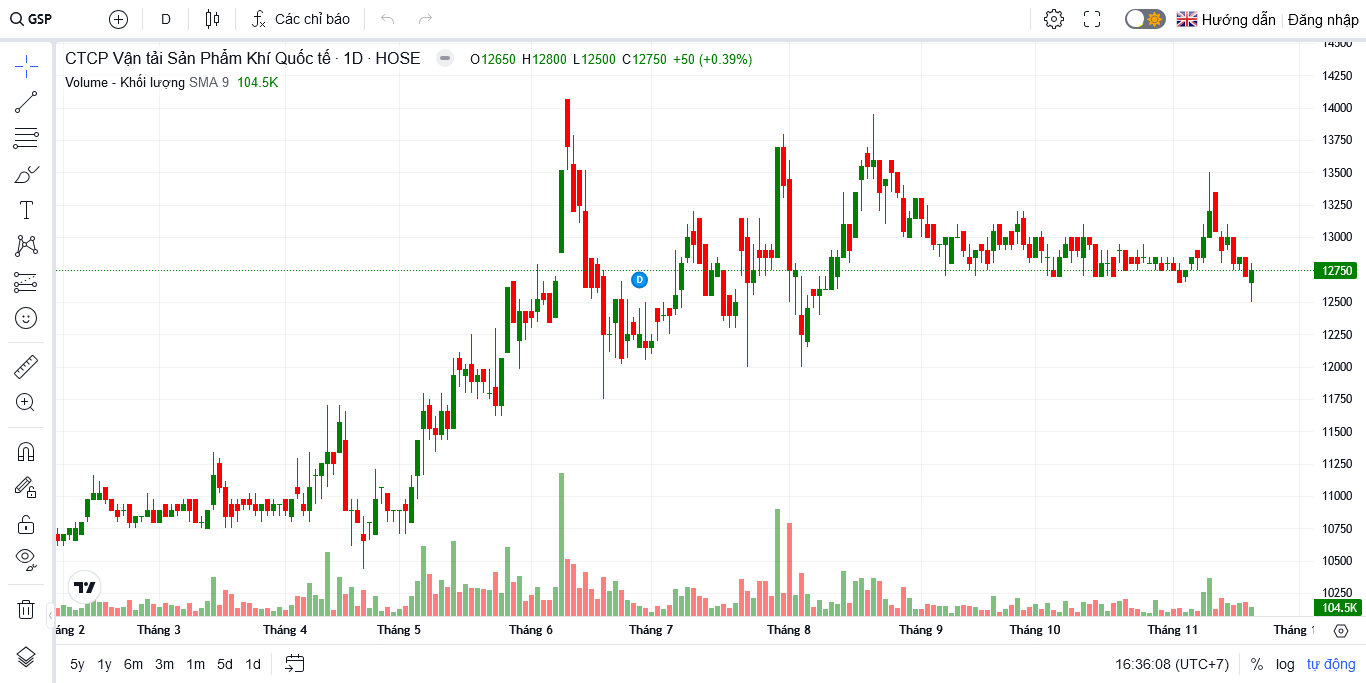 GSP D Các chỉ báo Hướng dẫn Đăng nhập
CTCP Vận tải Sản Phẩm Khí Quốc tế · 1D · HOSE O12650 H12800 L12500 C12750 +50 (+0.39%)
Volume - Khối lượng SMA 9 104.5K
14500
14250
14000
13750
13500
13250
13000
12750
12500
12250
12000
11750
11500
11250
11000
10750
10500
10250
104.5K
D
áng 2 Tháng 3 Tháng 4 Tháng 5 Tháng 6 Tháng 7 Tháng 8 Tháng 9 Tháng 10 Tháng 11 Tháng 1
5y 1y 6m 3m 1m 5d 1d 16:36:08 (UTC+7) % log tự động